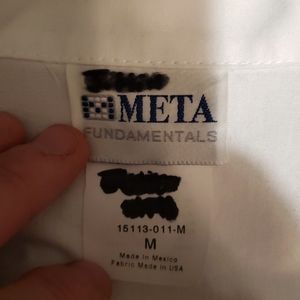 META
FUNDAMENTALS
15113-011-M
M
Made in Mexico
Fabric Made in USA